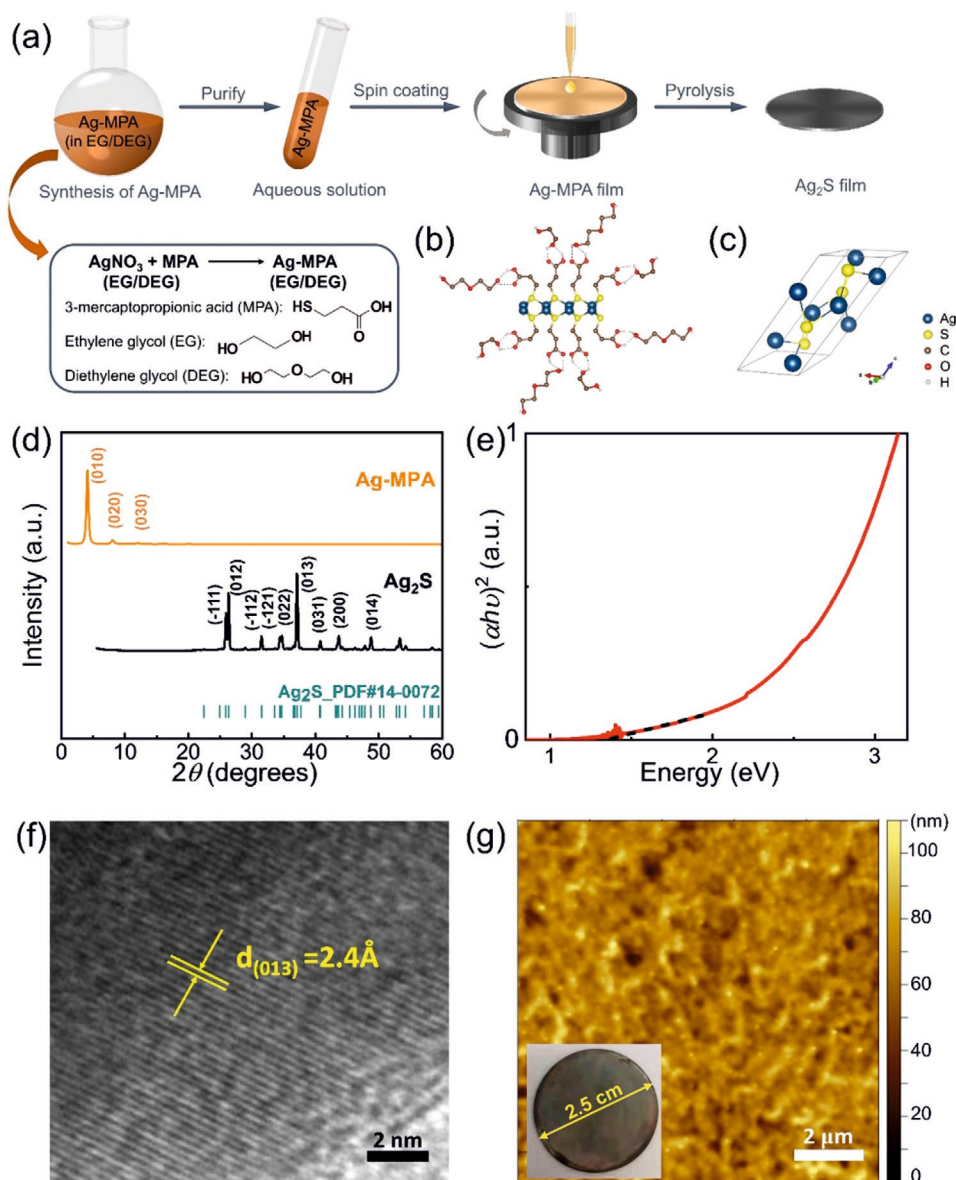 (a)
Ag-MPA
(in EG/DEG)
Purify
Ag-MPA
Spin coating
Pyrolysis
Synthesis of Ag-MPA
Aqueous solution
Ag-MPA film
Ag₂S film
AgNO₃ + MPA
(EG/DEG)
Ag-MPA
(EG/DEG)
3-mercaptopropionic acid (MPA):
HS
OH
O
Ethylene glycol (EG):
HO
OH
Diethylene glycol (DEG):
HO
O
OH
(b)
(c)
Ag
S
C
O
H
(d)
(010)
(020)
(030)
Ag-MPA
(-111)
(012)
(-112)
(-121)
(022)
(013)
(031)
(200)
(014)
Ag₂S
Ag₂S_PDF#14-0072
Intensity (a.u.)
0 10 20 30 40 50 60
2θ (degrees)
(e)
1
0
(αhυ)² (a.u.)
1 2 3
Energy (eV)
(f)
d(013) =2.4Å
2 nm
(g)
2.5 cm
2 μm
(nm)
100
80
60
40
20
0